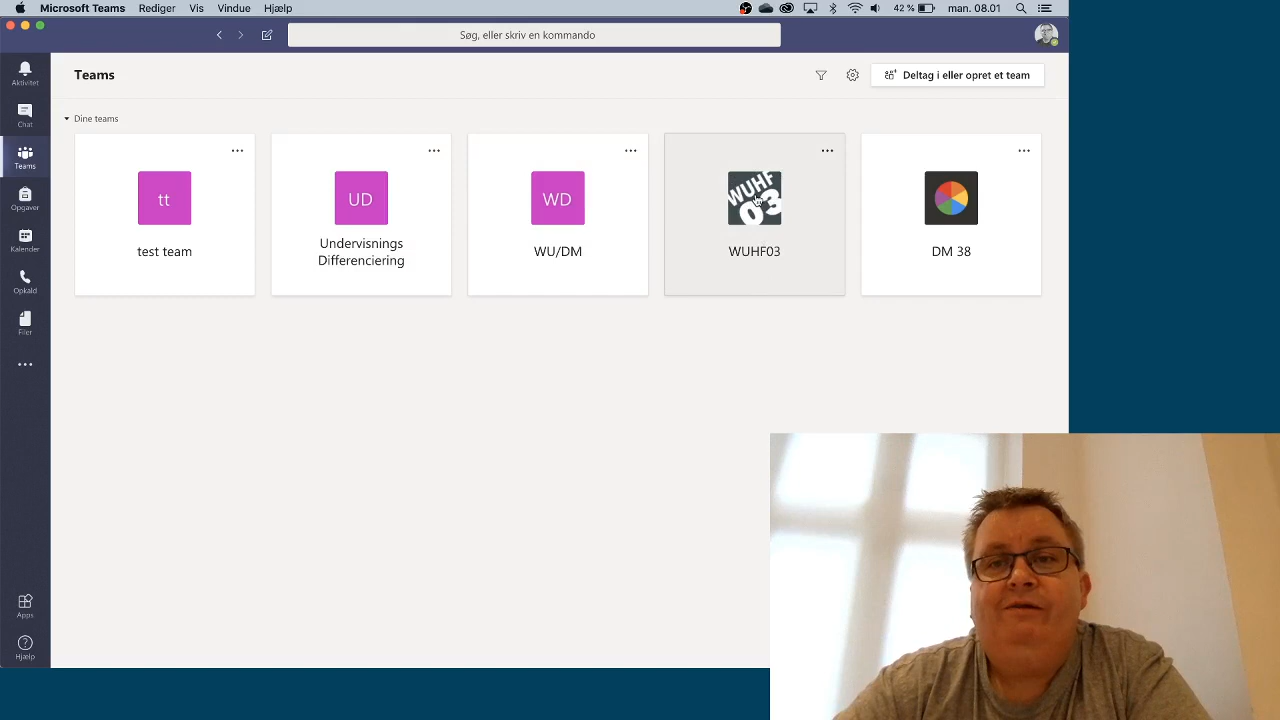 Microsoft Teams Rediger Vis Vindue Hjælp 42 % man. 08.01
Søg, eller skriv en kommando
Aktivitet
Chat
Teams
Opgaver
Kalender
Opkald
Filer
Apps
Hjælp
Teams
Deltag i eller opret et team
Dine teams
tt
test team
UD
Undervisnings
Differenciering
WD
WU/DM
WUHF
03
WUHF03
DM 38